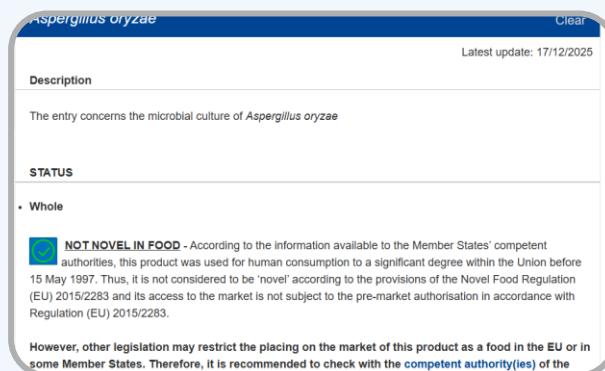 Aspergillus oryzae
Clear
Latest update: 17/12/2025
Description
The entry concerns the microbial culture of Aspergillus oryzae
STATUS
• Whole
NOT NOVEL IN FOOD - According to the information available to the Member States' competent
authorities, this product was used for human consumption to a significant degree within the Union before
15 May 1997. Thus, it is not considered to be 'novel' according to the provisions of the Novel Food Regulation
(EU) 2015/2283 and its access to the market is not subject to the pre-market authorisation in accordance with
Regulation (EU) 2015/2283.
However, other legislation may restrict the placing on the market of this product as a food in the EU or in
some Member States. Therefore, it is recommended to check with the competent authority(ies) of the